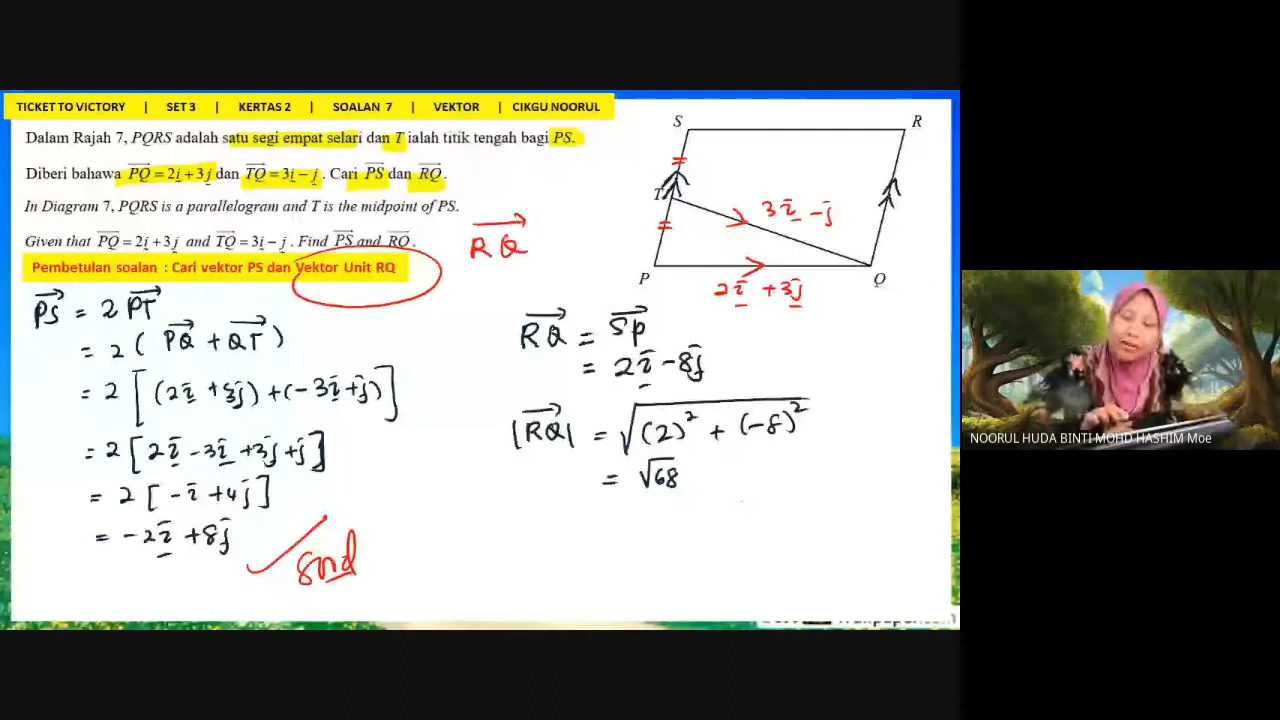 TICKET TO VICTORY | SET 3 | KERTAS 2 | SOALAN 7 | VEKTOR | CIKGU NOORUL
Dalam Rajah 7, PQRS adalah satu segi empat selari dan T ialah titik tengah bagi PS.
Diberi bahawa PQ⃗ = 2i + 3j dan TQ⃗ = 3i − j. Cari PS⃗ dan RQ⃗.
In Diagram 7, PQRS is a parallelogram and T is the midpoint of PS.
Given that PQ⃗ = 2i + 3j and TQ⃗ = 3i − j. Find PS⃗ and RQ⃗.
Pembetulan soalan : Cari vektor PS dan Vektor Unit RQ
RQ⃗
PS⃗ = 2 PT⃗
= 2 ( PQ⃗ + QT⃗ )
= 2 [ (2i + 3j) + (-3i + j) ]
= 2 [ 2i - 3i + 3j + j ]
= 2 [ -i + 4j ]
= -2i + 8j
S
R
T
3i - j
P
Q
2i + 3j
RQ⃗ = SP⃗
= 2i - 8j
|RQ⃗| = √(2)² + (-8)²
= √68
NOORUL HUDA BINTI MOHD HASHIM Moe